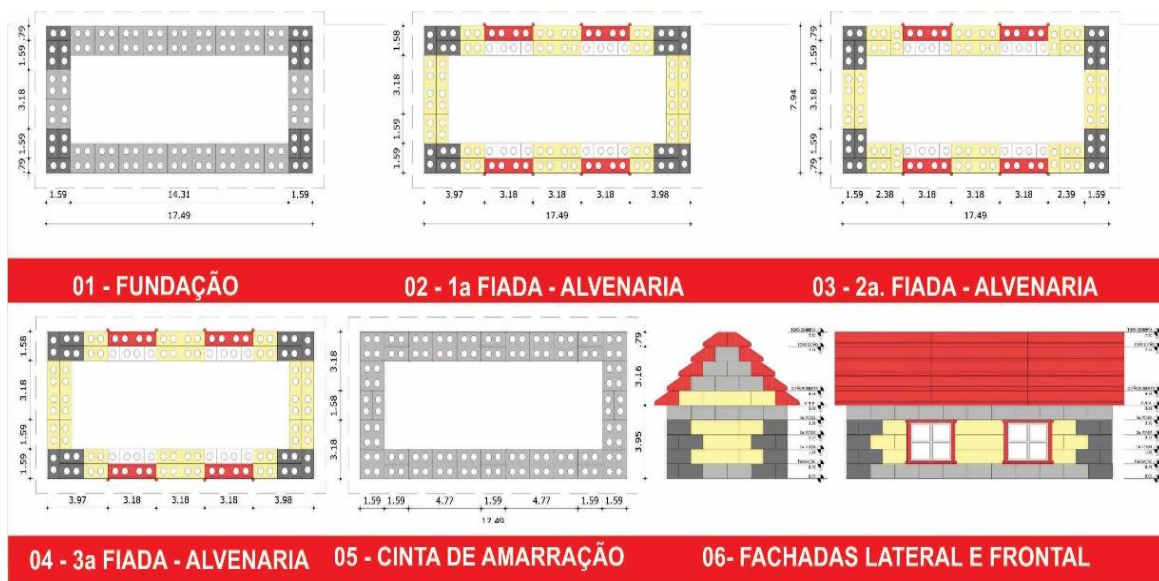 .79
1.59
3.18
1.59
.79
1.59 14.31 1.59
17.49
1.58
3.18
1.59
3.97 3.18 3.18 3.18 3.98
17.49
7.94
.79
1.59
3.18
1.59
.79
1.59 2.38 3.18 3.18 3.18 2.39 1.59
17.49
01 - FUNDAÇÃO
02 - 1a FIADA - ALVENARIA
03 - 2a. FIADA - ALVENARIA
1.58
3.18
1.59
1.59
3.97 3.18 3.18 3.18 3.98
3.18
1.58
3.18
.79
3.16
3.95
1.59 1.59 4.77 1.59 4.77 1.59 1.59
17.49
04 - 3a FIADA - ALVENARIA
05 - CINTA DE AMARRAÇÃO
06- FACHADAS LATERAL E FRONTAL